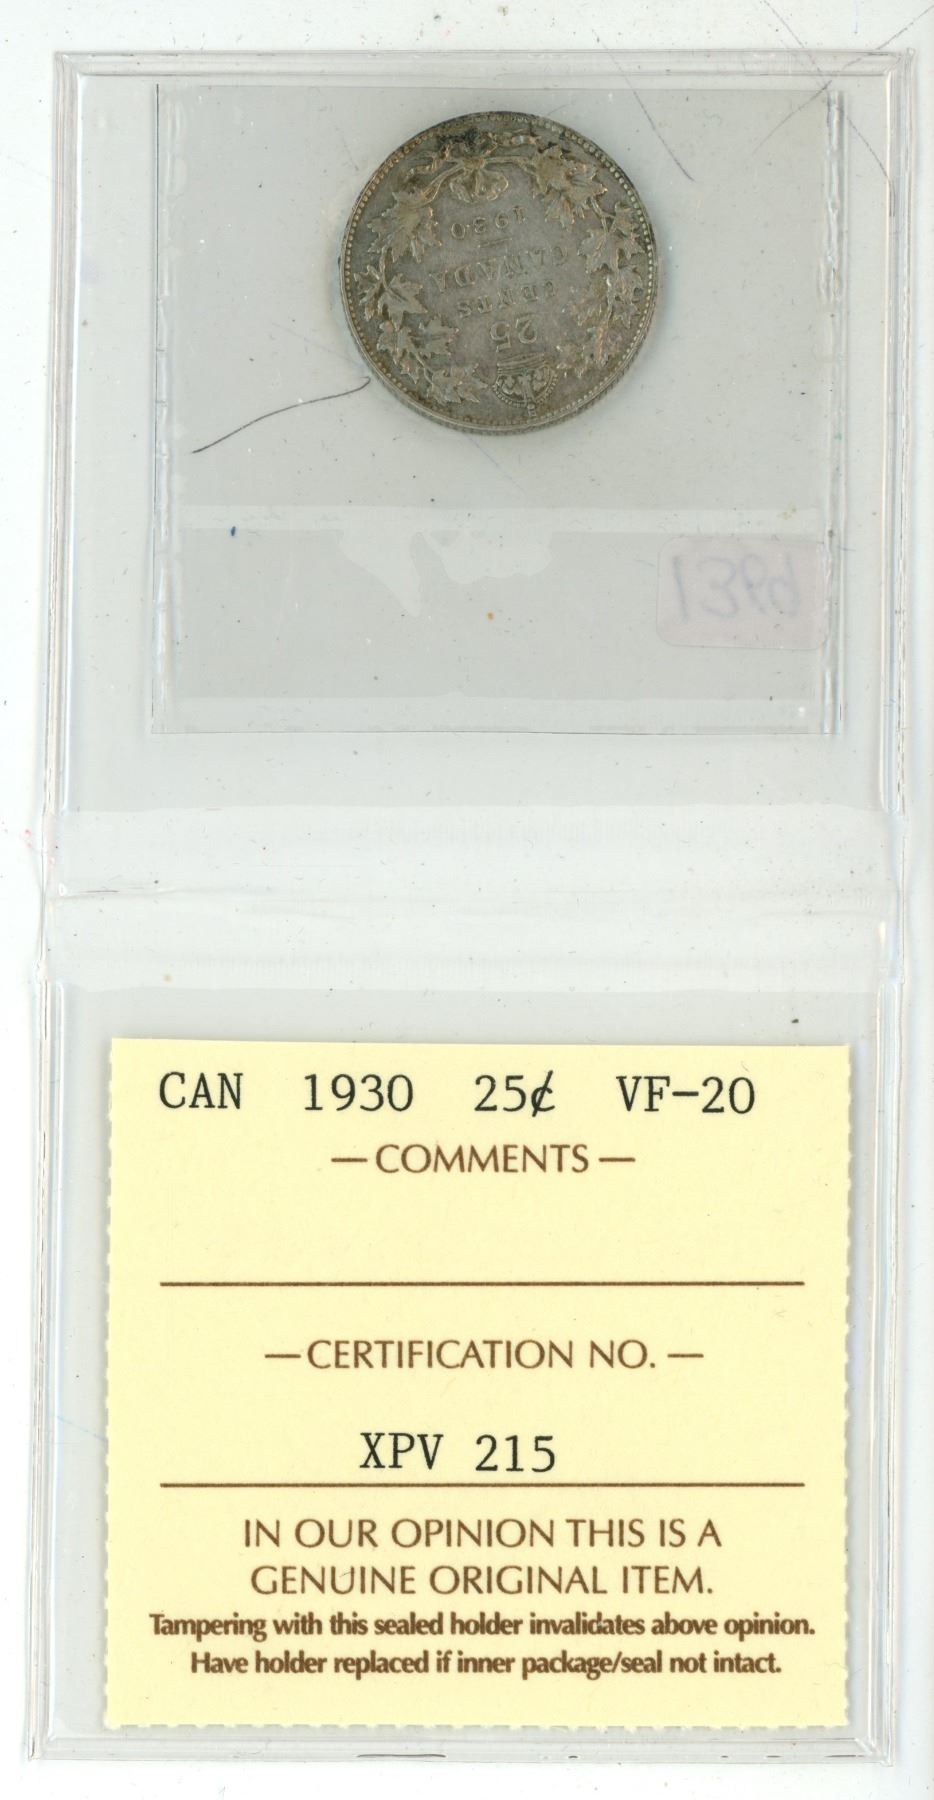 25
CENTS
CANADA
1930
CAN 1930 25¢ VF-20
— COMMENTS —
— CERTIFICATION NO. —
XPV 215
IN OUR OPINION THIS IS A
GENUINE ORIGINAL ITEM.
Tampering with this sealed holder invalidates above opinion.
Have holder replaced if inner package/seal not intact.